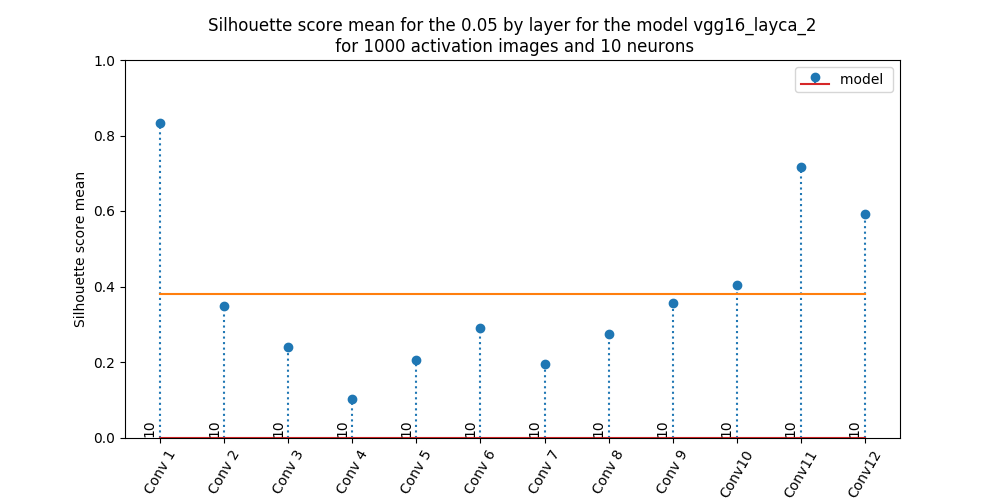 Silhouette score mean for the 0.05 by layer for the model vgg16_layca_2
for 1000 activation images and 10 neurons
model
Silhouette score mean
1.0
0.8
0.6
0.4
0.2
0.0
10 10 10 10 10 10 10 10 10 10 10 10
Conv 1 Conv 2 Conv 3 Conv 4 Conv 5 Conv 6 Conv 7 Conv 8 Conv 9 Conv10 Conv11 Conv12